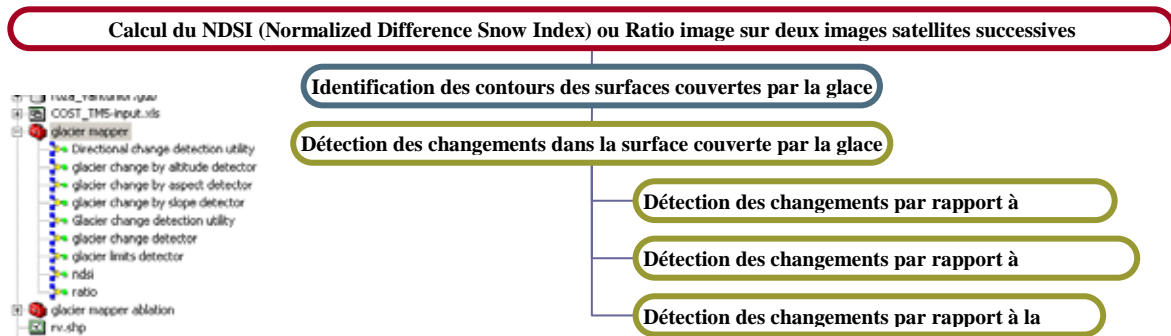 Calcul du NDSI (Normalized Difference Snow Index) ou Ratio image sur deux images satellites successives
Identification des contours des surfaces couvertes par la glace
Détection des changements dans la surface couverte par la glace
Détection des changements par rapport à
Détection des changements par rapport à
Détection des changements par rapport à la
COST_TM5-input.xls
glacier mapper
Directional change detection utility
glacier change by altitude detector
glacier change by aspect detector
glacier change by slope detector
Glacier change detection utility
glacier change detector
glacier limits detector
ndsi
ratio
glacier mapper ablation
rv.shp